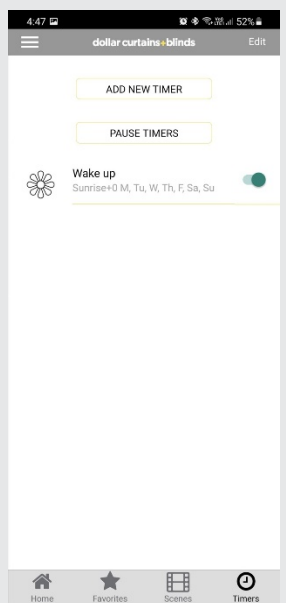 4:47 52%
dollar curtains+blinds Edit
ADD NEW TIMER
PAUSE TIMERS
Wake up
Sunrise+0 M, Tu, W, Th, F, Sa, Su
Home Favorites Scenes Timers